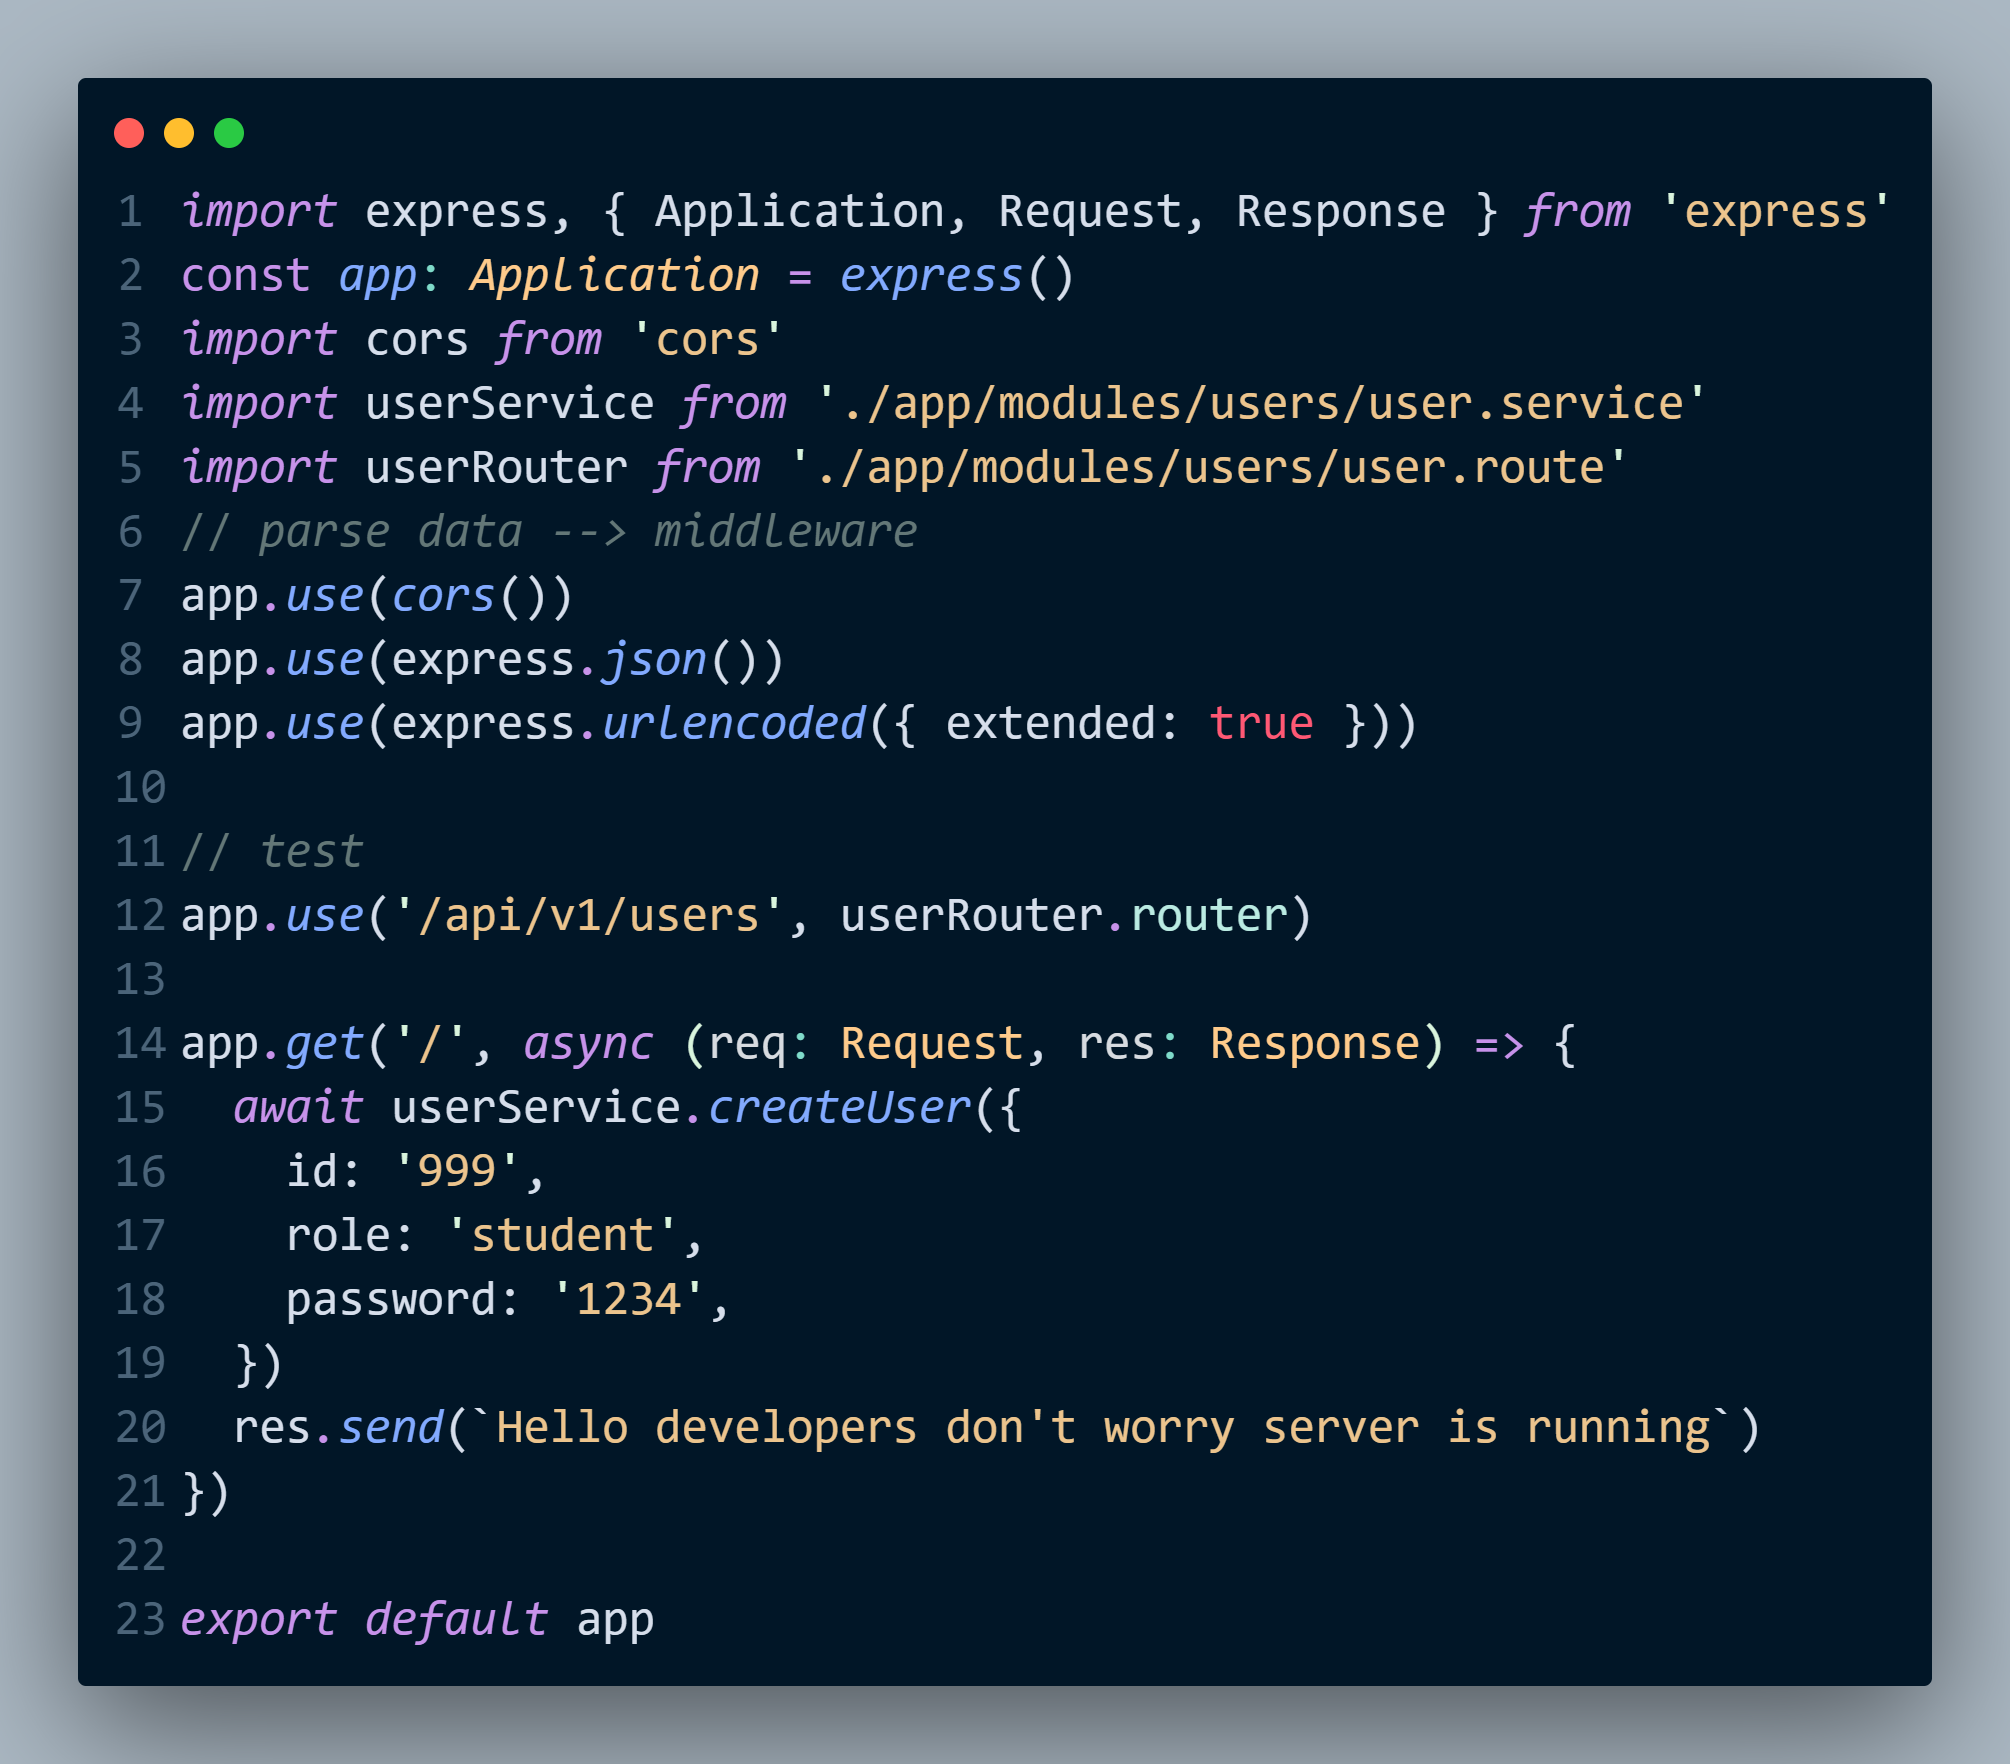 1 import express, { Application, Request, Response } from 'express'
2 const app: Application = express()
3 import cors from 'cors'
4 import userService from './app/modules/users/user.service'
5 import userRouter from './app/modules/users/user.route'
6 // parse data --> middleware
7 app.use(cors())
8 app.use(express.json())
9 app.use(express.urlencoded({ extended: true }))
10
11 // test
12 app.use('/api/v1/users', userRouter.router)
13
14 app.get('/', async (req: Request, res: Response) => {
15   await userService.createUser({
16     id: '999',
17     role: 'student',
18     password: '1234',
19   })
20   res.send(`Hello developers don't worry server is running`)
21 })
22
23 export default app